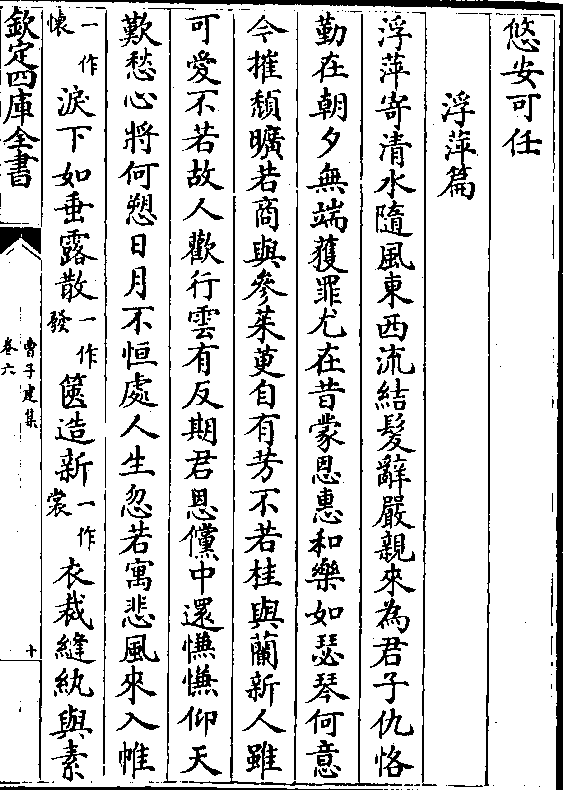 悠安可任
浮萍篇
浮萍寄清水隨風東西流結髮辭嚴親來為君子仇恪
勤在朝夕無端獲罪尤在昔蒙恩惠和樂如瑟琴何意
今摧頽曠若商與參茱萸自有芳不若桂與蘭新人雖
可愛不若故人歡行雲有反期君恩儻中還慊慊仰天
歎愁心將何愬日月不恒處人生忽若寓悲風來入帷
一作懷淚下如垂露散一作發篋造新一作裳衣裁縫紈與素
欽定四庫全書
曹子建集
卷六
十